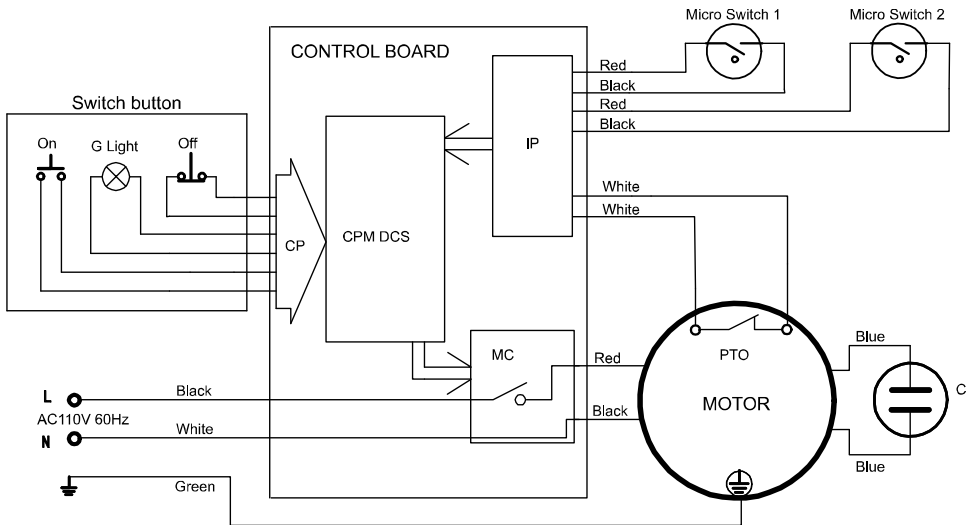 Micro Switch 1
Micro Switch 2
CONTROL BOARD
Red
Black
Red
Black
Switch button
On
G Light
Off
IP
White
White
CP
CPM DCS
MC
Red
PTO
Blue
L
Black
C
AC110V 60Hz
MOTOR
Black
N
White
Blue
Green